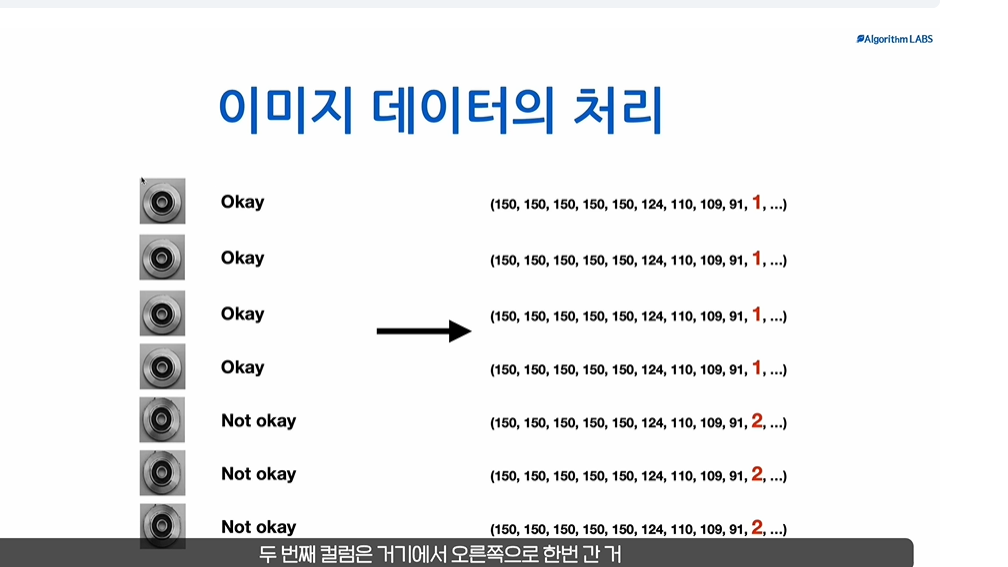 Algorithm LABS
이미지 데이터의 처리
Okay (150, 150, 150, 150, 150, 124, 110, 109, 91, 1, ...)
Okay (150, 150, 150, 150, 150, 124, 110, 109, 91, 1, ...)
Okay (150, 150, 150, 150, 150, 124, 110, 109, 91, 1, ...)
Okay (150, 150, 150, 150, 150, 124, 110, 109, 91, 1, ...)
Not okay (150, 150, 150, 150, 150, 124, 110, 109, 91, 2, ...)
Not okay (150, 150, 150, 150, 150, 124, 110, 109, 91, 2, ...)
Not okay (150, 150, 150, 150, 150, 124, 110, 109, 91, 2, ...)
두 번째 컬럼은 거기에서 오른쪽으로 한번 간 거